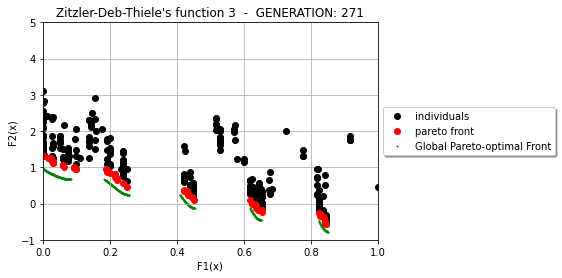 Zitzler-Deb-Thiele's function 3 - GENERATION: 271
5
4
3
2
1
0
−1
F2(x)
0.0 0.2 0.4 0.6 0.8 1.0
F1(x)
individuals
pareto front
Global Pareto-optimal Front